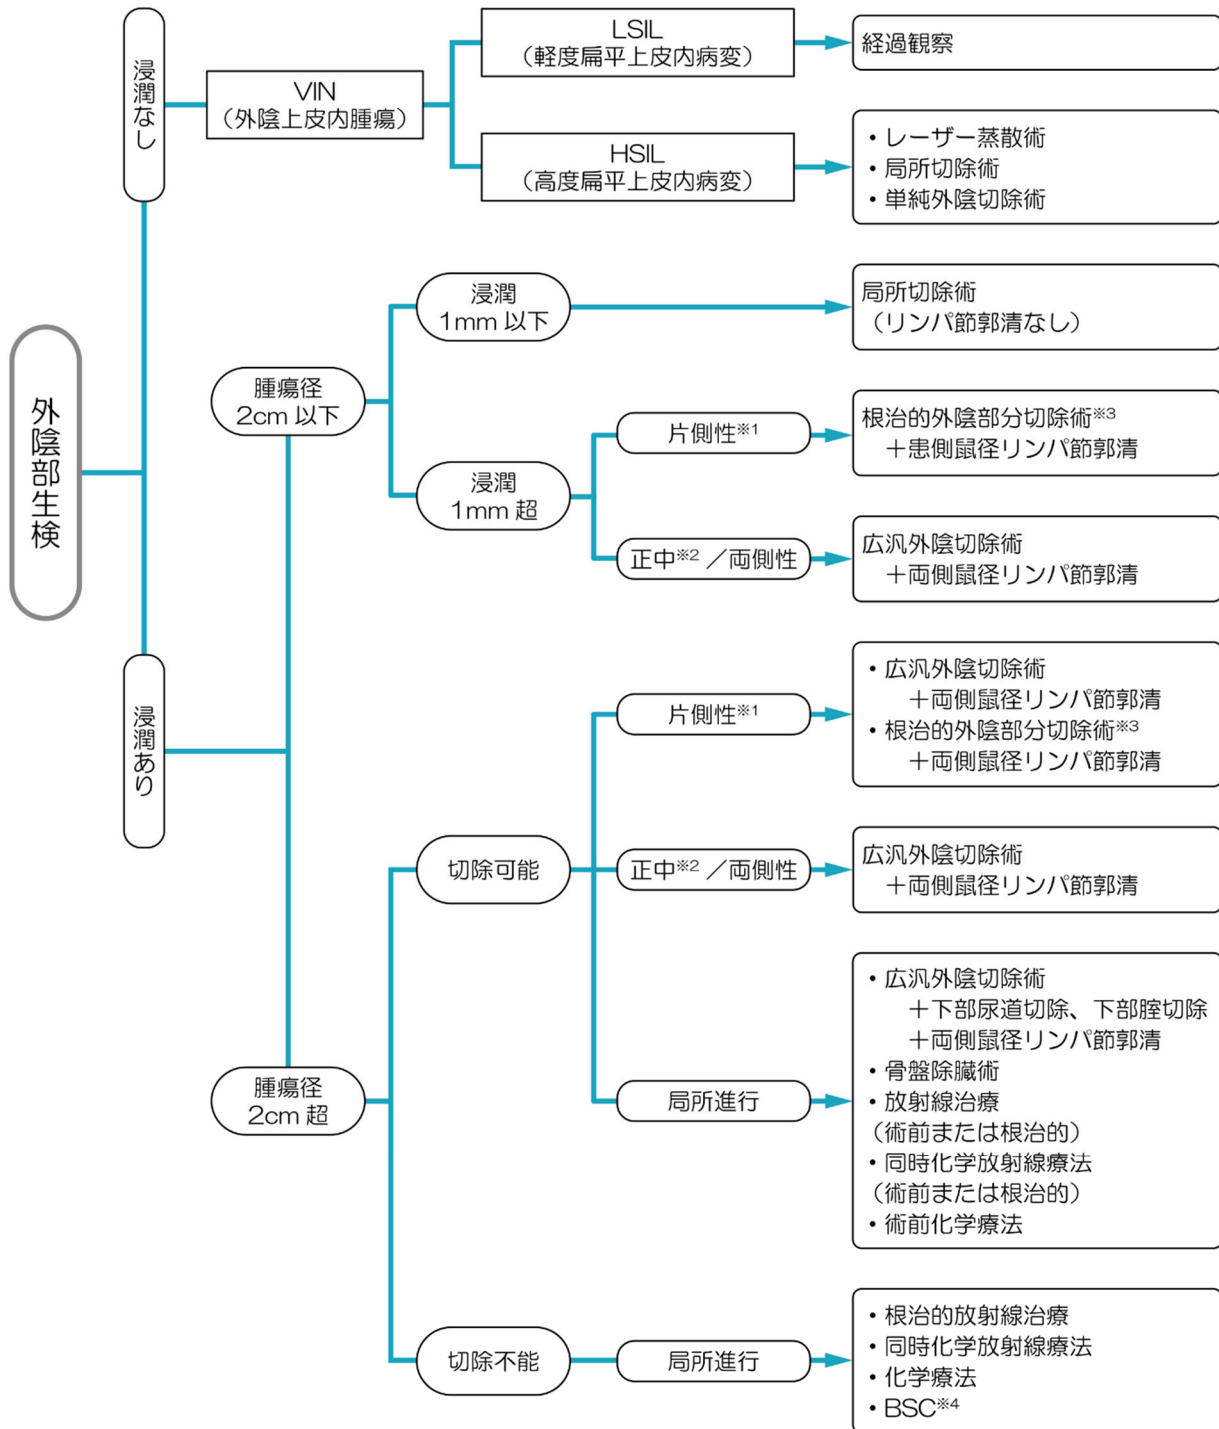 外陰部生検
浸潤なし
VIN
（外陰上皮内腫瘍）
LSIL
（軽度扁平上皮内病変）
経過観察
HSIL
（高度扁平上皮内病変）
・レーザー蒸散術
・局所切除術
・単純外陰切除術
浸潤あり
腫瘍径
2cm 以下
浸潤
1mm 以下
局所切除術
（リンパ節郭清なし）
浸潤
1mm 超
片側性※1
根治的外陰部分切除術※3
＋患側鼠径リンパ節郭清
正中※2 ／両側性
広汎外陰切除術
＋両側鼠径リンパ節郭清
腫瘍径
2cm 超
切除可能
片側性※1
・広汎外陰切除術
＋両側鼠径リンパ節郭清
・根治的外陰部分切除術※3
＋両側鼠径リンパ節郭清
正中※2 ／両側性
広汎外陰切除術
＋両側鼠径リンパ節郭清
局所進行
・広汎外陰切除術
＋下部尿道切除、下部腟切除
＋両側鼠径リンパ節郭清
・骨盤除臓術
・放射線治療
（術前または根治的）
・同時化学放射線療法
（術前または根治的）
・術前化学療法
切除不能
局所進行
・根治的放射線治療
・同時化学放射線療法
・化学療法
・BSC※4